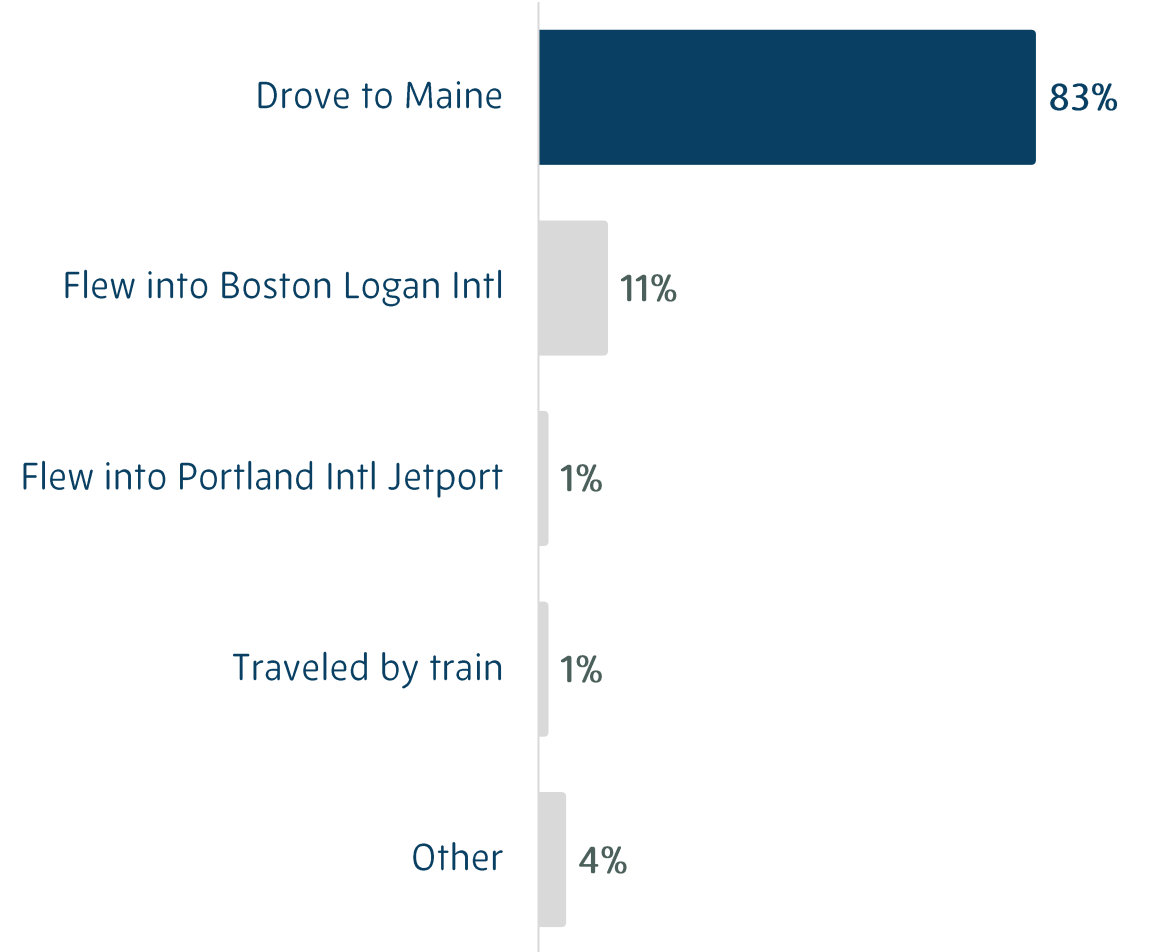 Drove to Maine 83%
Flew into Boston Logan Intl 11%
Flew into Portland Intl Jetport 1%
Traveled by train 1%
Other 4%